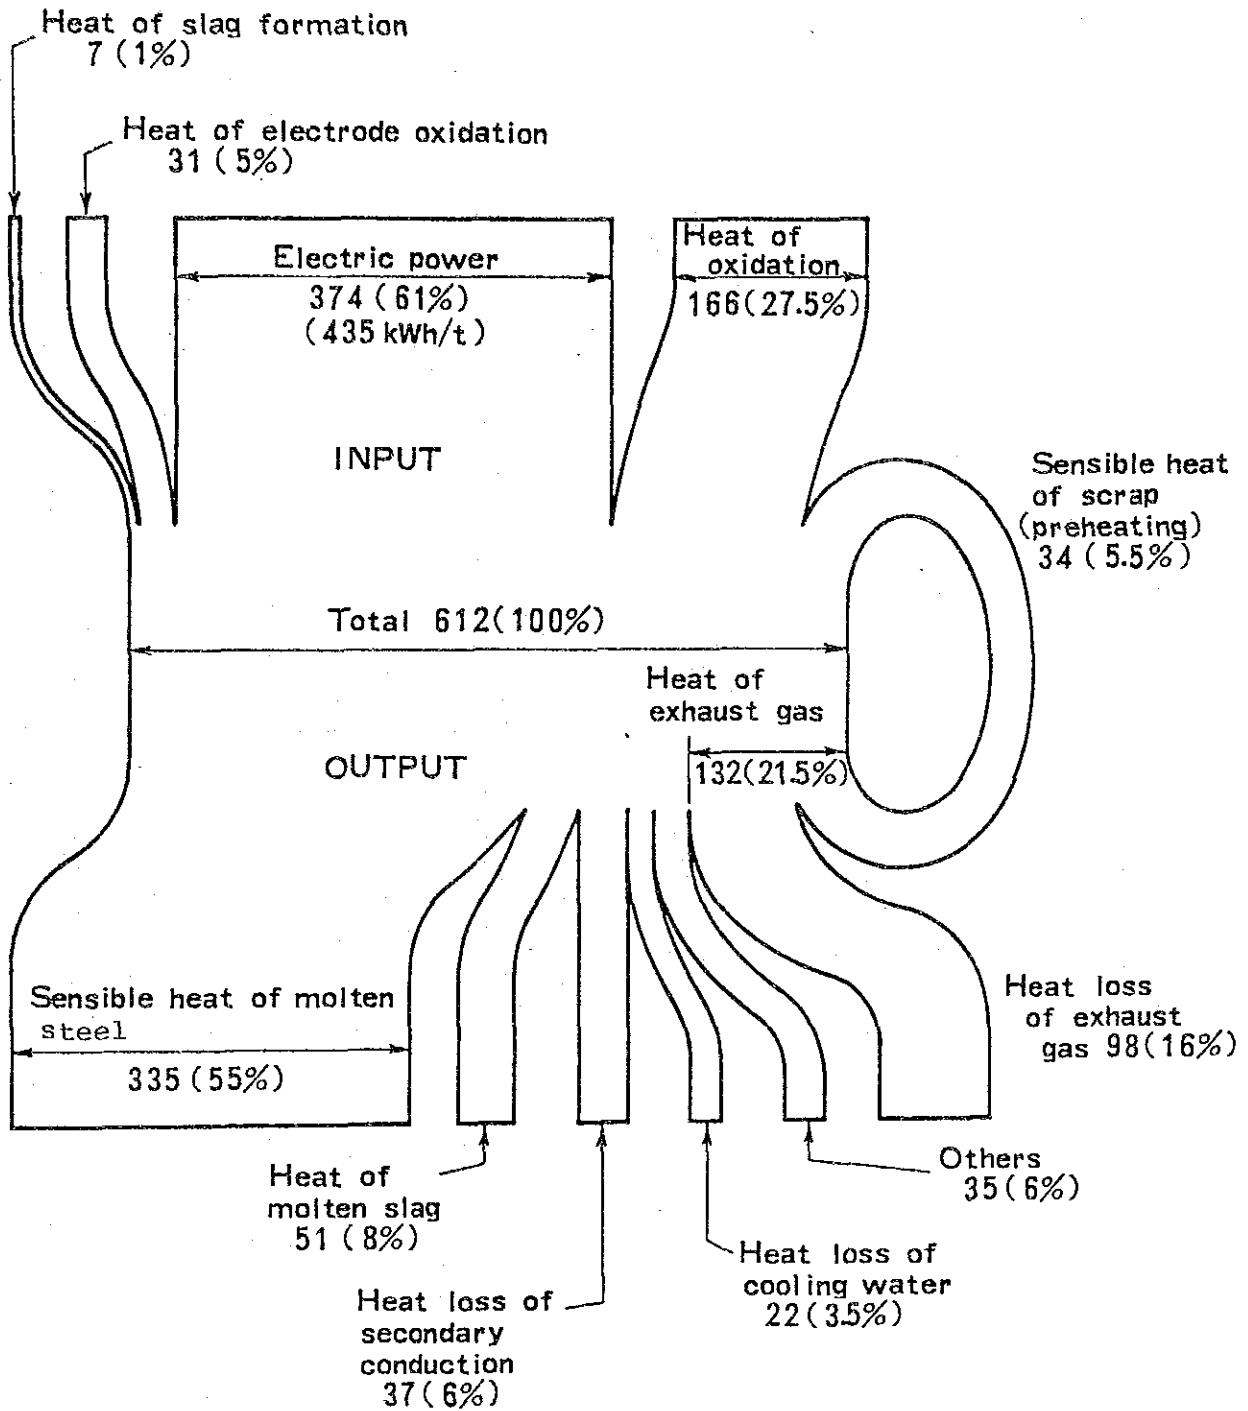 Heat of slag formation
7 (1%)
Heat of electrode oxidation
31 (5%)
Electric power
374 (61%)
(435 kWh/t)
Heat of
oxidation
166 (27.5%)
INPUT
Sensible heat
of scrap
(preheating)
34 (5.5%)
Total 612 (100%)
Heat of
exhaust gas
132 (21.5%)
OUTPUT
Sensible heat of molten
steel
335 (55%)
Heat loss
of exhaust
gas 98 (16%)
Heat of
molten slag
51 (8%)
Others
35 (6%)
Heat loss of
secondary
conduction
37 (6%)
Heat loss of
cooling water
22 (3.5%)